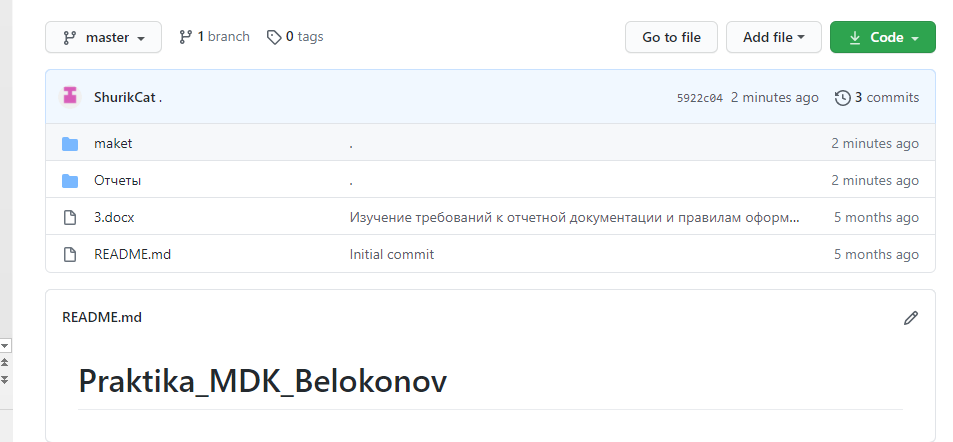 master 1 branch 0 tags Go to file Add file Code
ShurikCat . 5922c04 2 minutes ago 3 commits
maket . 2 minutes ago
Отчеты . 2 minutes ago
3.docx Изучение требований к отчетной документации и правилам оформ... 5 months ago
README.md Initial commit 5 months ago
README.md
Praktika_MDK_Belokonov